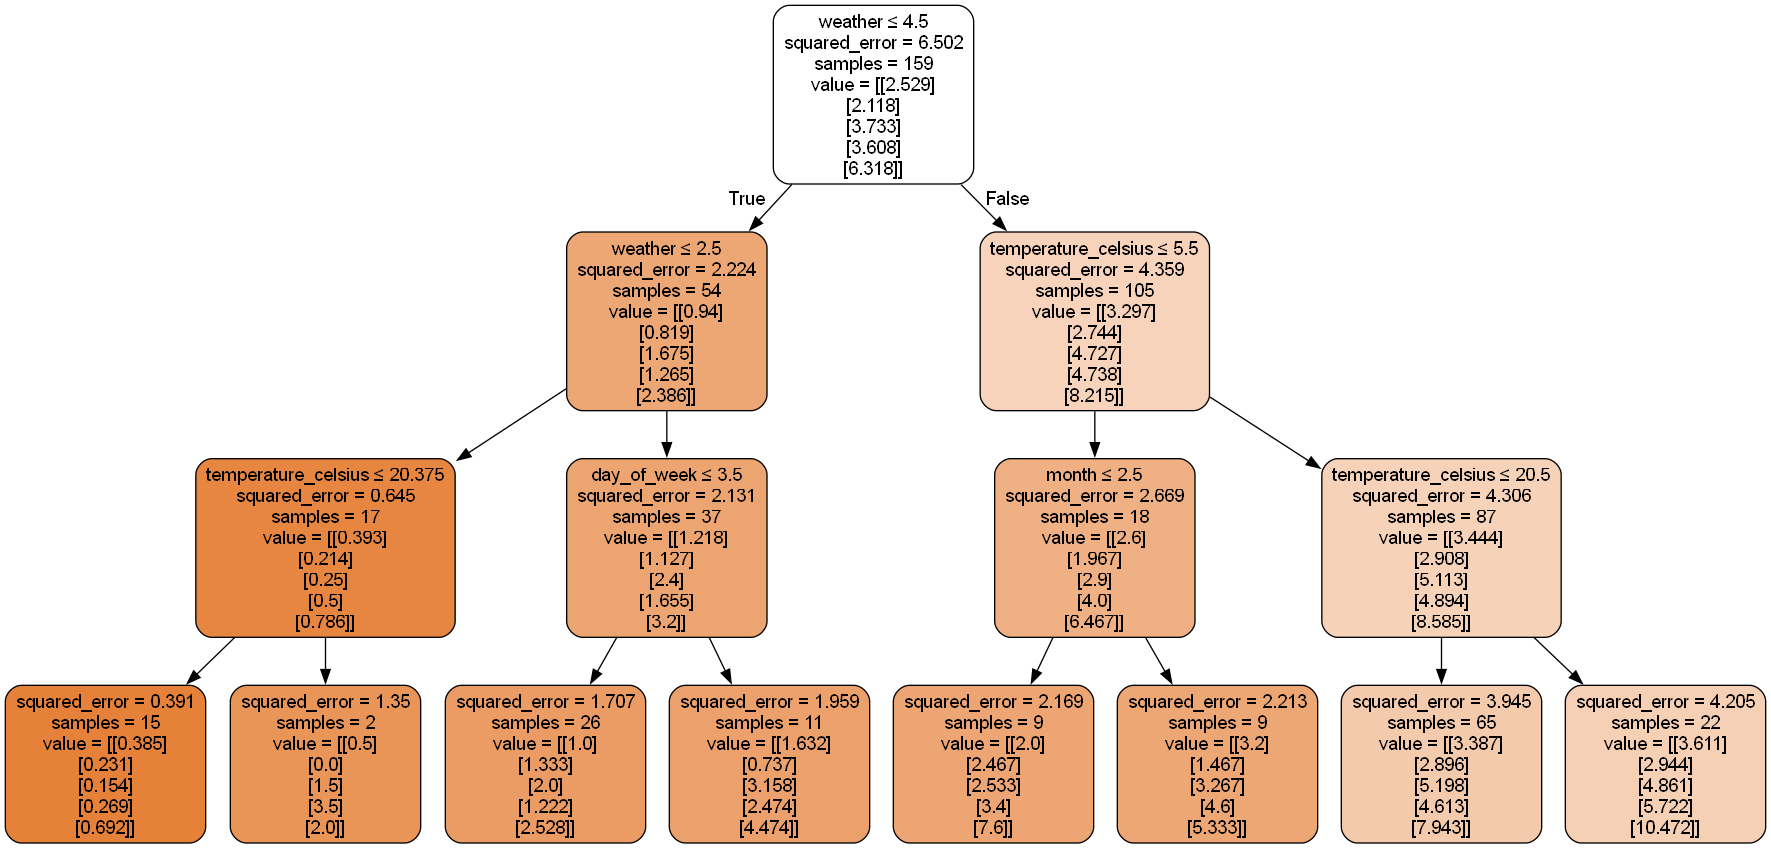 weather ≤ 4.5
squared_error = 6.502
samples = 159
value = [[2.529]
[2.118]
[3.733]
[3.608]
[6.318]]
True
False
weather ≤ 2.5
squared_error = 2.224
samples = 54
value = [[0.94]
[0.819]
[1.675]
[1.265]
[2.386]]
temperature_celsius ≤ 5.5
squared_error = 4.359
samples = 105
value = [[3.297]
[2.744]
[4.727]
[4.738]
[8.215]]
temperature_celsius ≤ 20.375
squared_error = 0.645
samples = 17
value = [[0.393]
[0.214]
[0.25]
[0.5]
[0.786]]
day_of_week ≤ 3.5
squared_error = 2.131
samples = 37
value = [[1.218]
[1.127]
[2.4]
[1.655]
[3.2]]
month ≤ 2.5
squared_error = 2.669
samples = 18
value = [[2.6]
[1.967]
[2.9]
[4.0]
[6.467]]
temperature_celsius ≤ 20.5
squared_error = 4.306
samples = 87
value = [[3.444]
[2.908]
[5.113]
[4.894]
[8.585]]
squared_error = 0.391
samples = 15
value = [[0.385]
[0.231]
[0.154]
[0.269]
[0.692]]
squared_error = 1.35
samples = 2
value = [[0.5]
[0.0]
[1.5]
[3.5]
[2.0]]
squared_error = 1.707
samples = 26
value = [[1.0]
[1.333]
[2.0]
[1.222]
[2.528]]
squared_error = 1.959
samples = 11
value = [[1.632]
[0.737]
[3.158]
[2.474]
[4.474]]
squared_error = 2.169
samples = 9
value = [[2.0]
[2.467]
[2.533]
[3.4]
[7.6]]
squared_error = 2.213
samples = 9
value = [[3.2]
[1.467]
[3.267]
[4.6]
[5.333]]
squared_error = 3.945
samples = 65
value = [[3.387]
[2.896]
[5.198]
[4.613]
[7.943]]
squared_error = 4.205
samples = 22
value = [[3.611]
[2.944]
[4.861]
[5.722]
[10.472]]